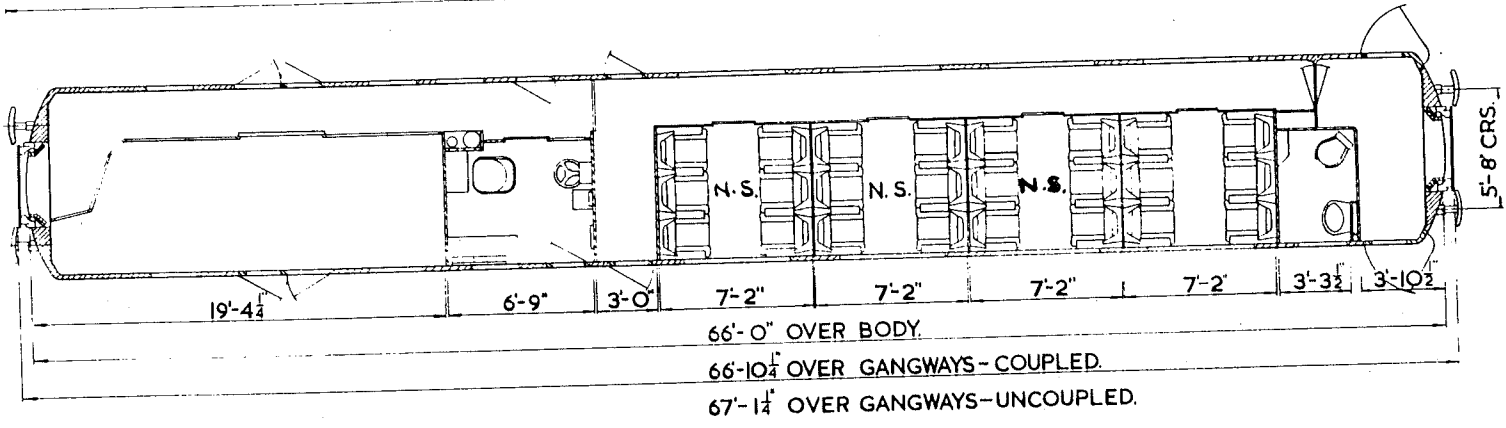 N.S. N.S. N.S.
5'-8" CRS.
19'-4¼" 6'-9" 3'-0" 7'-2" 7'-2" 7'-2" 7'-2" 3'-3½" 3'-10½"
66'-0" OVER BODY.
66'-10¼" OVER GANGWAYS-COUPLED.
67'-1¼" OVER GANGWAYS-UNCOUPLED.